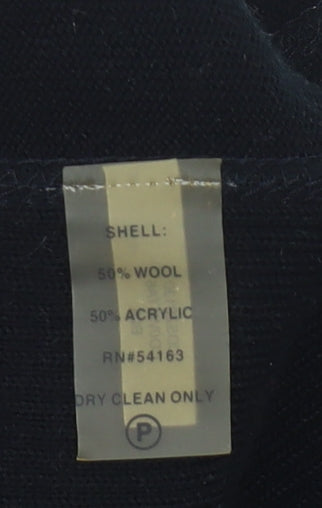 SHELL:
50% WOOL
50% ACRYLIC
RN#54163
DRY CLEAN ONLY
P